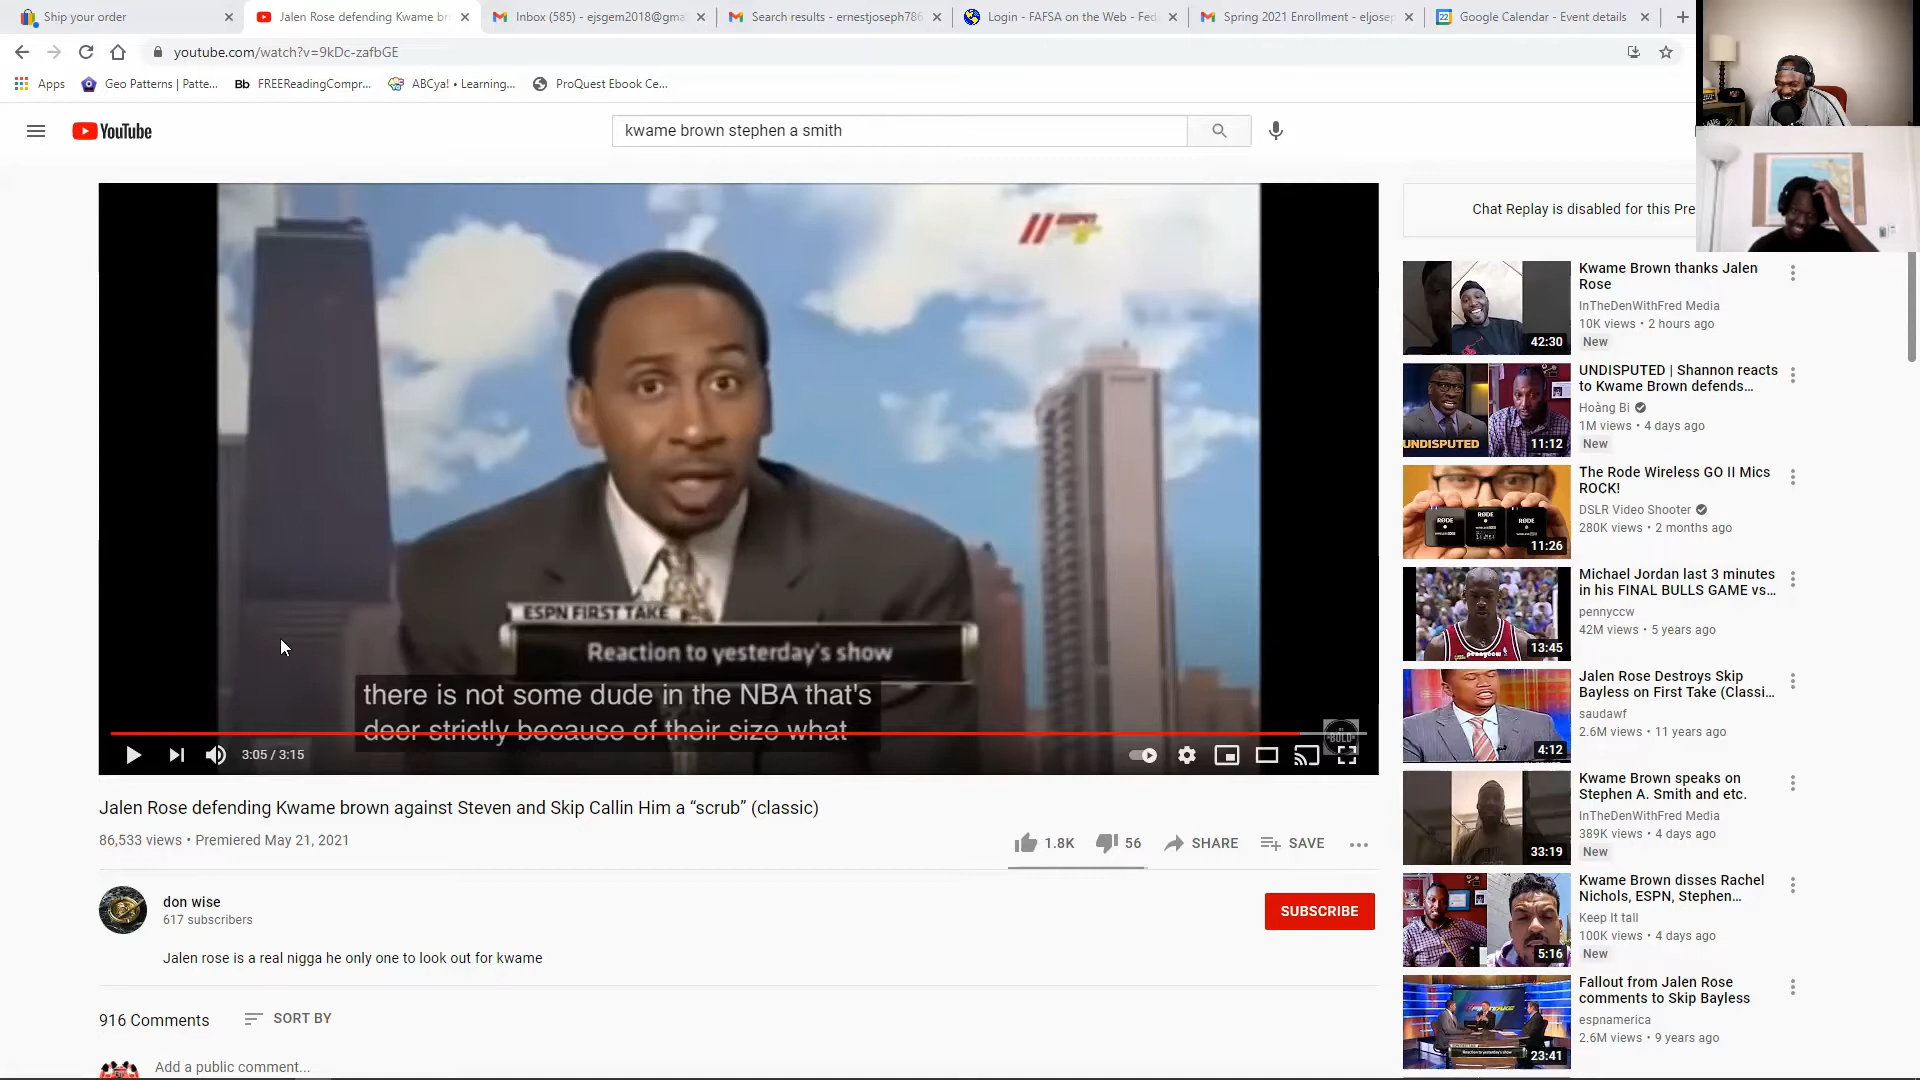 Ship your order
Jalen Rose defending Kwame br
Inbox (585) - ejsgem2018@gma
Search results - ernestjoseph786
Login - FAFSA on the Web - Fed
Spring 2021 Enrollment - eljosep
22
Google Calendar - Event details
youtube.com/watch?v=9kDc-zafbGE
Apps
Geo Patterns | Patte...
Bb FREEReadingCompr...
ABCya! • Learning...
ProQuest Ebook Ce...
YouTube
kwame brown stephen a smith
ESPN FIRST TAKE
Reaction to yesterday's show
there is not some dude in the NBA that's
deer strictly because of their size what
BOLD
3:05 / 3:15
Jalen Rose defending Kwame brown against Steven and Skip Callin Him a “scrub” (classic)
86,533 views • Premiered May 21, 2021
1.8K
56
SHARE
SAVE
don wise
617 subscribers
SUBSCRIBE
Jalen rose is a real nigga he only one to look out for kwame
916 Comments
SORT BY
Add a public comment...
Chat Replay is disabled for this Pre
Kwame Brown thanks Jalen
Rose
InTheDenWithFred Media
10K views • 2 hours ago
New
42:30
UNDISPUTED | Shannon reacts
to Kwame Brown defends...
Hoàng Bi
1M views • 4 days ago
New
UNDISPUTED
11:12
The Rode Wireless GO II Mics
ROCK!
DSLR Video Shooter
280K views • 2 months ago
RØDE
RØDE
RØDE
11:26
Michael Jordan last 3 minutes
in his FINAL BULLS GAME vs...
pennyccw
42M views • 5 years ago
pennyccw
13:45
Jalen Rose Destroys Skip
Bayless on First Take (Classi...
saudawf
2.6M views • 11 years ago
4:12
Kwame Brown speaks on
Stephen A. Smith and etc.
InTheDenWithFred Media
389K views • 4 days ago
New
33:19
Kwame Brown disses Rachel
Nichols, ESPN, Stephen...
Keep It tall
100K views • 4 days ago
New
5:16
Fallout from Jalen Rose
comments to Skip Bayless
espnamerica
2.6M views • 9 years ago
Reaction to yesterday's show
23:41